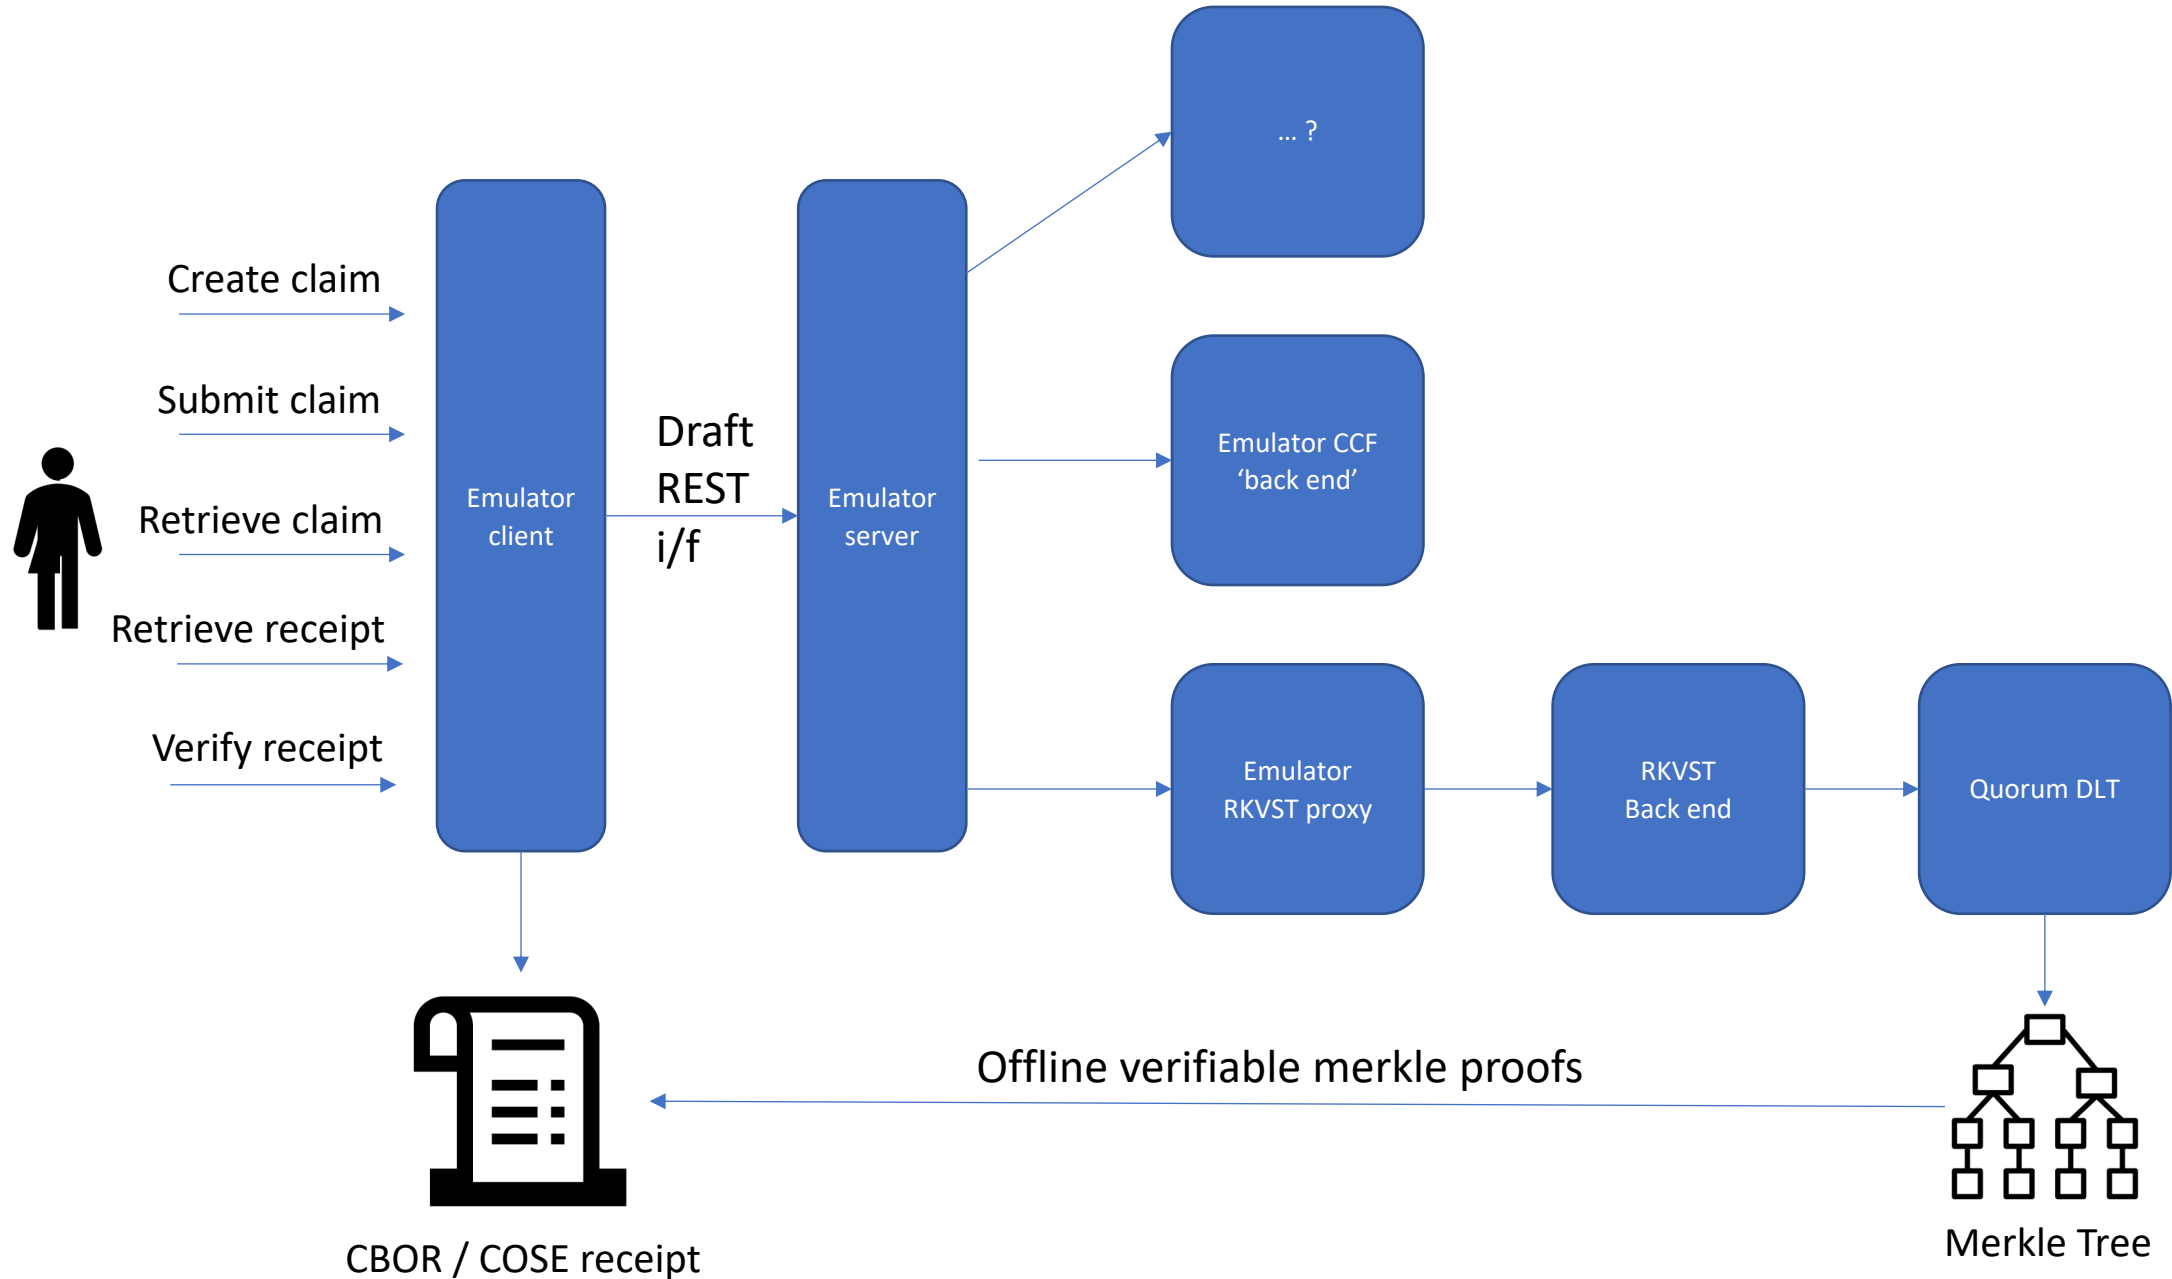 … ?
Create claim
Submit claim
Retrieve claim
Retrieve receipt
Verify receipt
Emulator
client
Draft
REST
i/f
Emulator
server
Emulator CCF
‘back end’
Emulator
RKVST proxy
RKVST
Back end
Quorum DLT
Offline verifiable merkle proofs
CBOR / COSE receipt
Merkle Tree